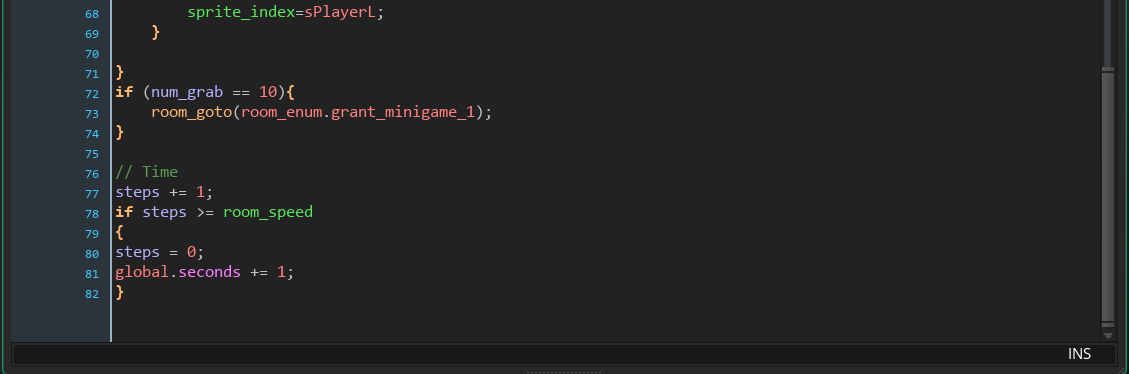 68 sprite_index=sPlayerL;
69 }
70
71 }
72 if (num_grab == 10){
73 room_goto(room_enum.grant_minigame_1);
74 }
75
76 // Time
77 steps += 1;
78 if steps >= room_speed
79 {
80 steps = 0;
81 global.seconds += 1;
82 }
INS